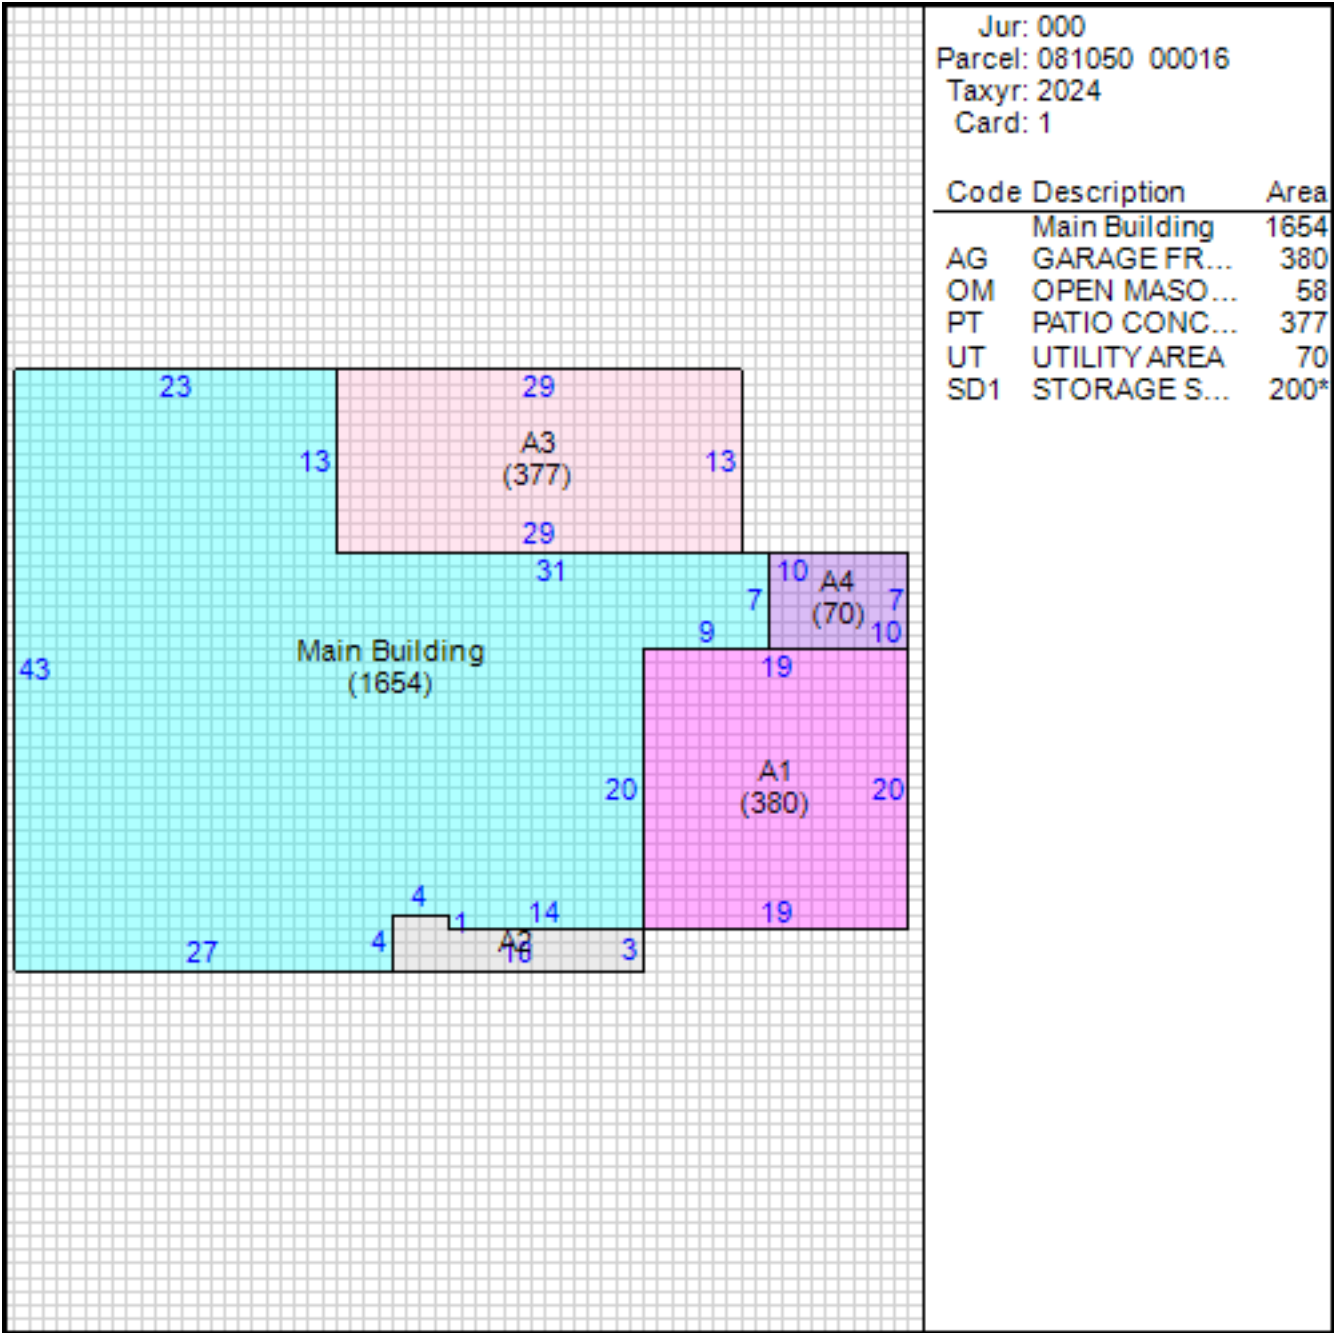 Jur: 000
Parcel: 081050 00016
Taxyr: 2024
Card: 1
Code Description Area
Main Building 1654
AG GARAGE FR... 380
OM OPEN MASO... 58
PT PATIO CONC... 377
UT UTILITY AREA 70
SD1 STORAGE S... 200*
23
29
A3
13
(377)
13
29
31
10
A4
7
(70)
7
9
10
Main Building
43
(1654)
19
A1
20
(380)
20
4
1
14
19
27
4
A2
18
3